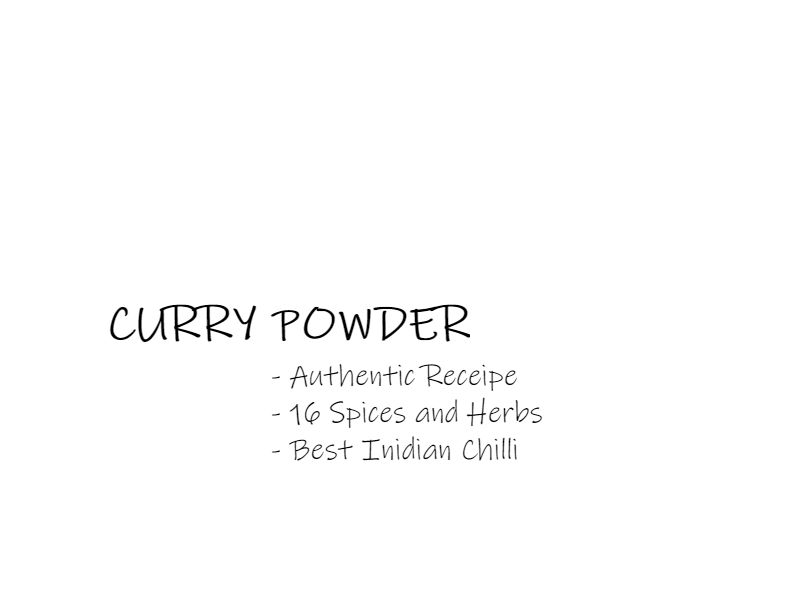 CURRY POWDER
- Authentic Receipe
- 16 Spices and Herbs
- Best Inidian Chilli